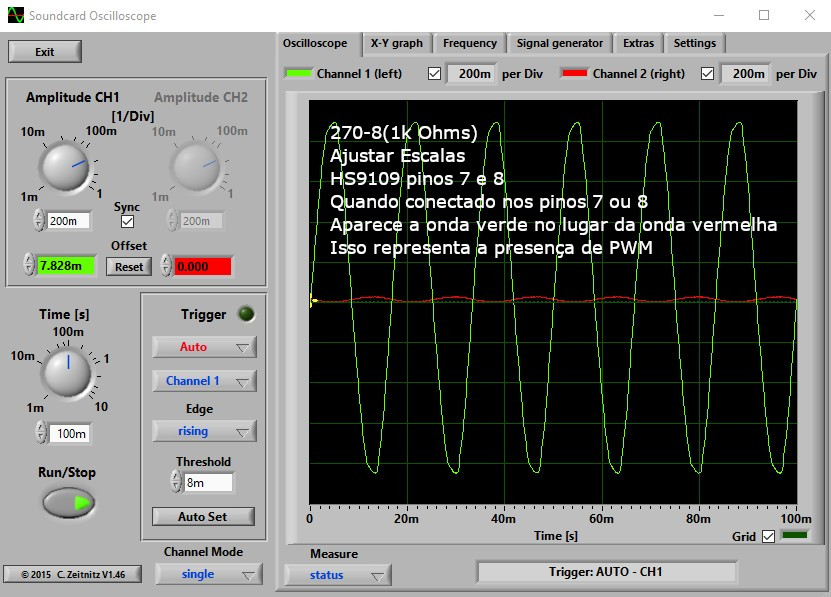 Soundcard Oscilloscope
Exit
Oscilloscope
X-Y graph
Frequency
Signal generator
Extras
Settings
Channel 1 (left)
200m
per Div
Channel 2 (right)
200m
per Div
Amplitude CH1
Amplitude CH2
[1/Div]
10m
100m
1m
1
10m
100m
1m
1
Sync
200m
200m
Offset
7.828m
Reset
0.000
270-8(1k Ohms)
Ajustar Escalas
HS9109 pinos 7 e 8
Quando conectado nos pinos 7 ou 8
Aparece a onda verde no lugar da onda vermelha
Isso representa a presença de PWM
Time [s]
100m
10m
1
1m
10
100m
Run/Stop
Trigger
Auto
Channel 1
Edge
rising
Threshold
8m
Auto Set
Channel Mode
single
© 2015 C. Zeitnitz V1.46
0
20m
40m
60m
80m
100m
Time [s]
Grid
Measure
status
Trigger: AUTO - CH1